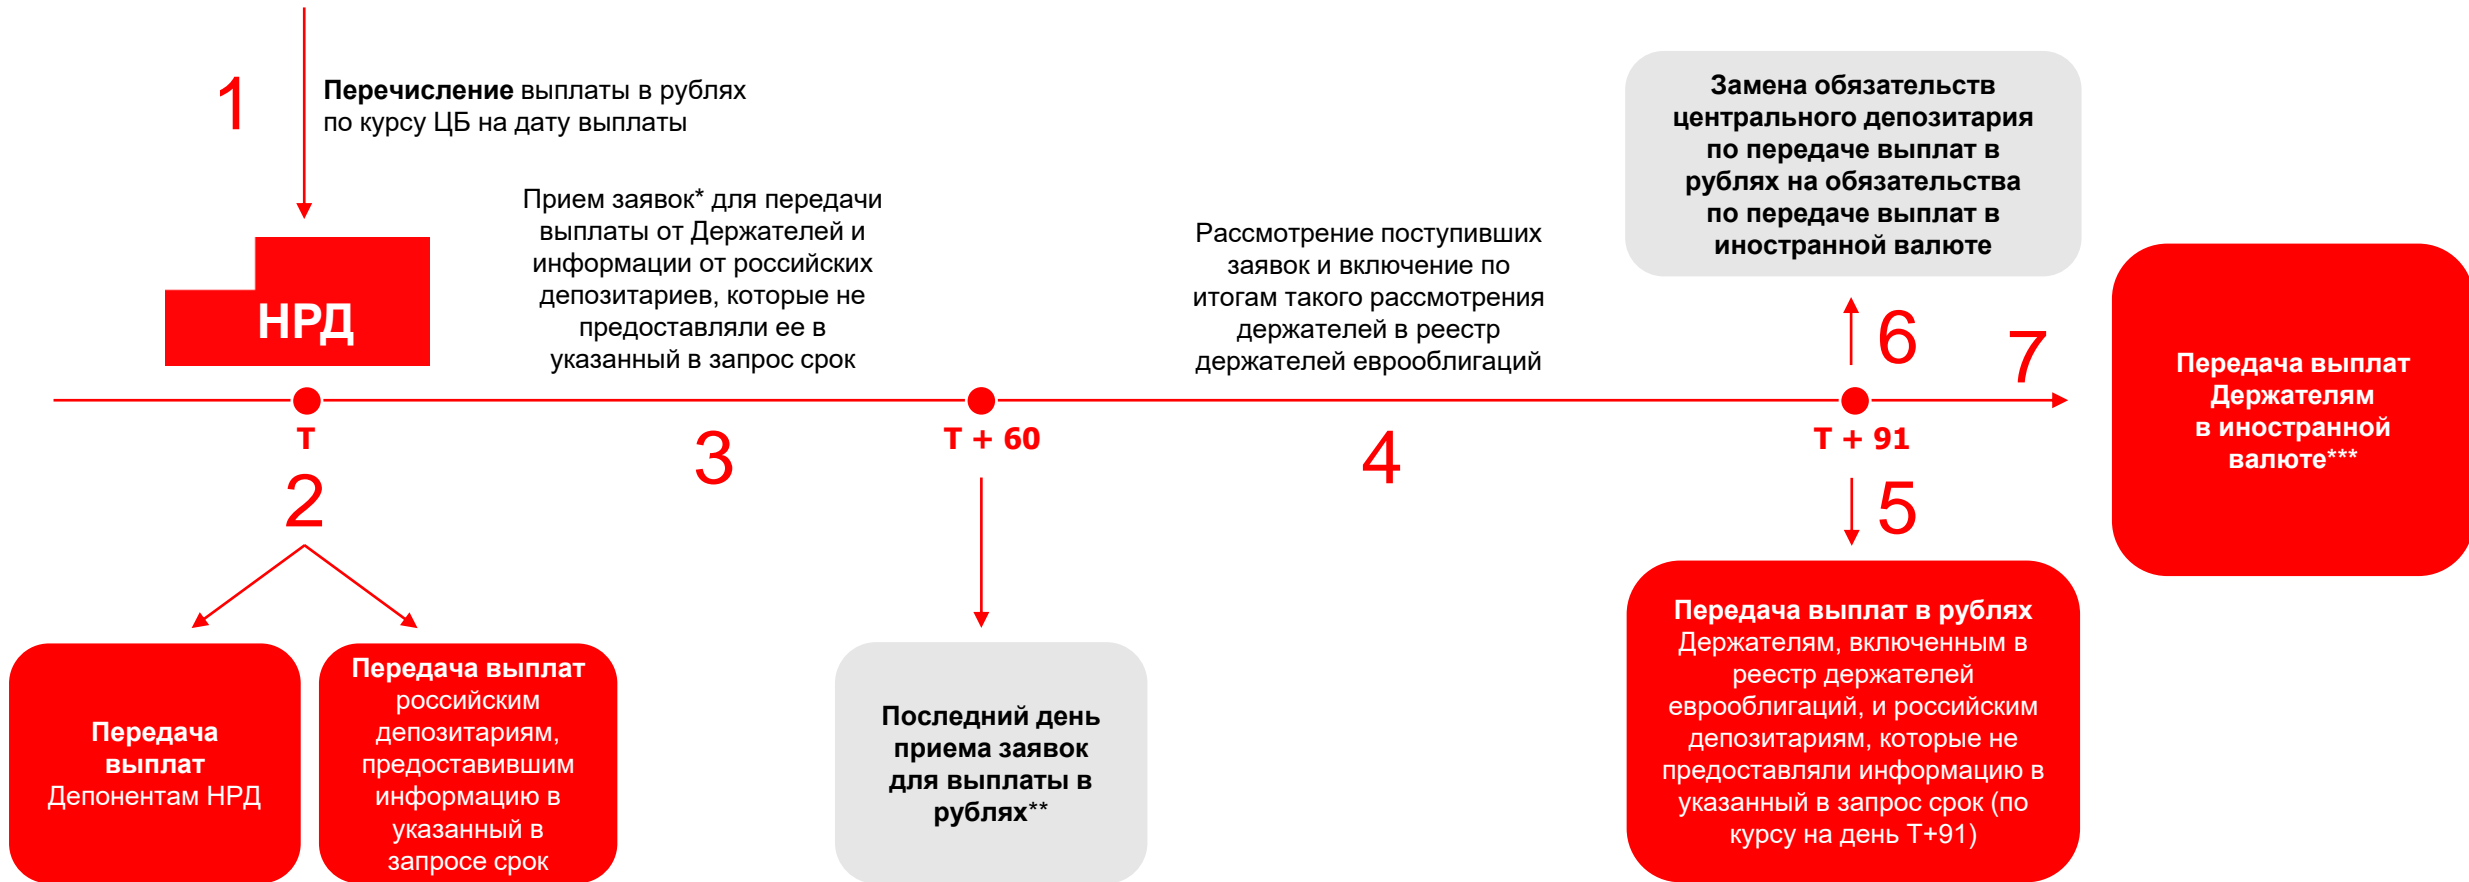 1
Перечисление выплаты в рублях
по курсу ЦБ на дату выплаты
НРД
Прием заявок* для передачи
выплаты от Держателей и
информации от российских
депозитариев, которые не
предоставляли ее в
указанный в запрос срок
Рассмотрение поступивших
заявок и включение по
итогам такого рассмотрения
держателей в реестр
держателей еврооблигаций
Замена обязательств
центрального депозитария
по передаче выплат в
рублях на обязательства
по передаче выплат в
иностранной валюте
6
7
Передача выплат
Держателям
в иностранной
валюте***
T
T + 60
T + 91
2
3
4
5
Передача
выплат
Депонентам НРД
Передача выплат
российским
депозитариям,
предоставившим
информацию в
указанный в
запросе срок
Последний день
приема заявок
для выплаты в
рублях**
Передача выплат в рублях
Держателям, включенным в
реестр держателей
еврооблигаций, и российским
депозитариям, которые не
предоставляли информацию в
указанный в запрос срок (по
курсу на день T+91)